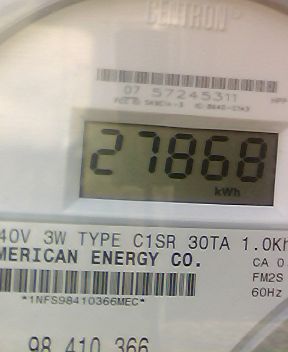 CENTRON®
07 57245311
27868
kWh
40V 3W TYPE C1SR 30TA 1.0Kh
MERICAN ENERGY CO.
CA 0.
FM2S
60Hz
*1NFS98410366MEC*
98 410 366